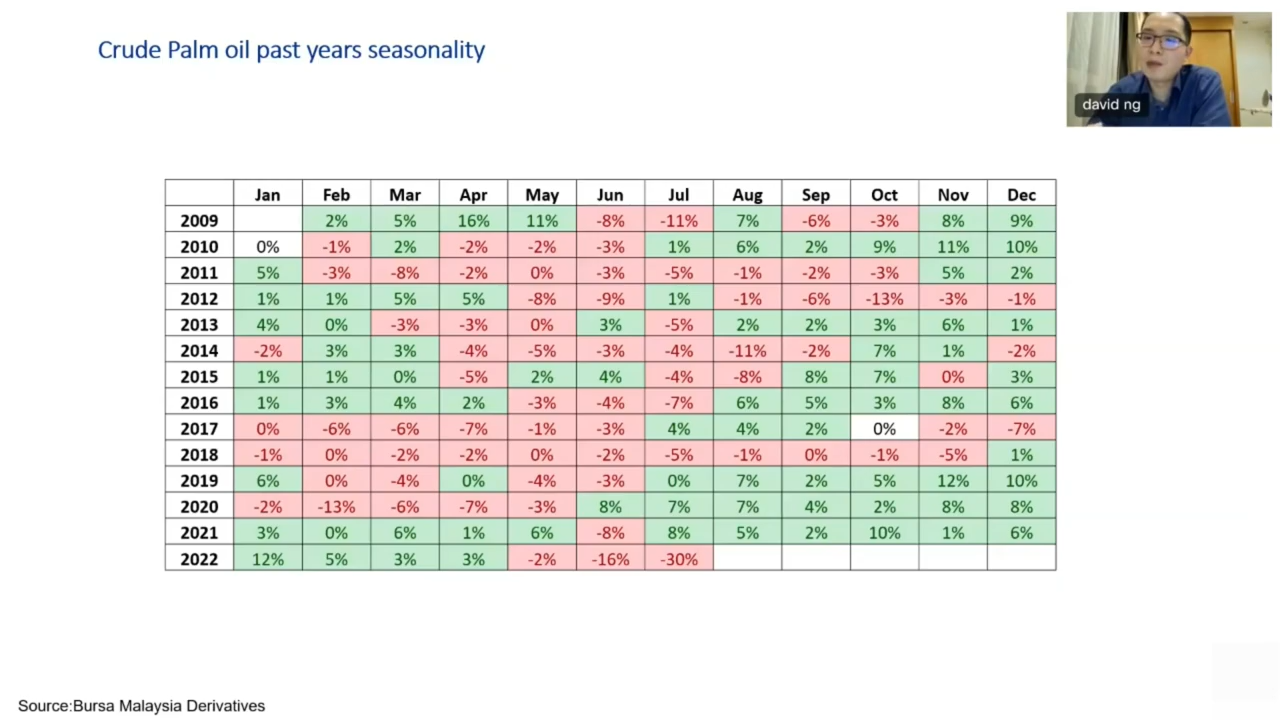 Crude Palm oil past years seasonality
david ng
Jan Feb Mar Apr May Jun Jul Aug Sep Oct Nov Dec
2009 2% 5% 16% 11% -8% -11% 7% -6% -3% 8% 9%
2010 0% -1% 2% -2% -2% -3% 1% 6% 2% 9% 11% 10%
2011 5% -3% -8% -2% 0% -3% -5% -1% -2% -3% 5% 2%
2012 1% 1% 5% 5% -8% -9% 1% -1% -6% -13% -3% -1%
2013 4% 0% -3% -3% 0% 3% -5% 2% 2% 3% 6% 1%
2014 -2% 3% 3% -4% -5% -3% -4% -11% -2% 7% 1% -2%
2015 1% 1% 0% -5% 2% 4% -4% -8% 8% 7% 0% 3%
2016 1% 3% 4% 2% -3% -4% -7% 6% 5% 3% 8% 6%
2017 0% -6% -6% -7% -1% -3% 4% 4% 2% 0% -2% -7%
2018 -1% 0% -2% -2% 0% -2% -5% -1% 0% -1% -5% 1%
2019 6% 0% -4% 0% -4% -3% 0% 7% 2% 5% 12% 10%
2020 -2% -13% -6% -7% -3% 8% 7% 7% 4% 2% 8% 8%
2021 3% 0% 6% 1% 6% -8% 8% 5% 2% 10% 1% 6%
2022 12% 5% 3% 3% -2% -16% -30%
Source:Bursa Malaysia Derivatives